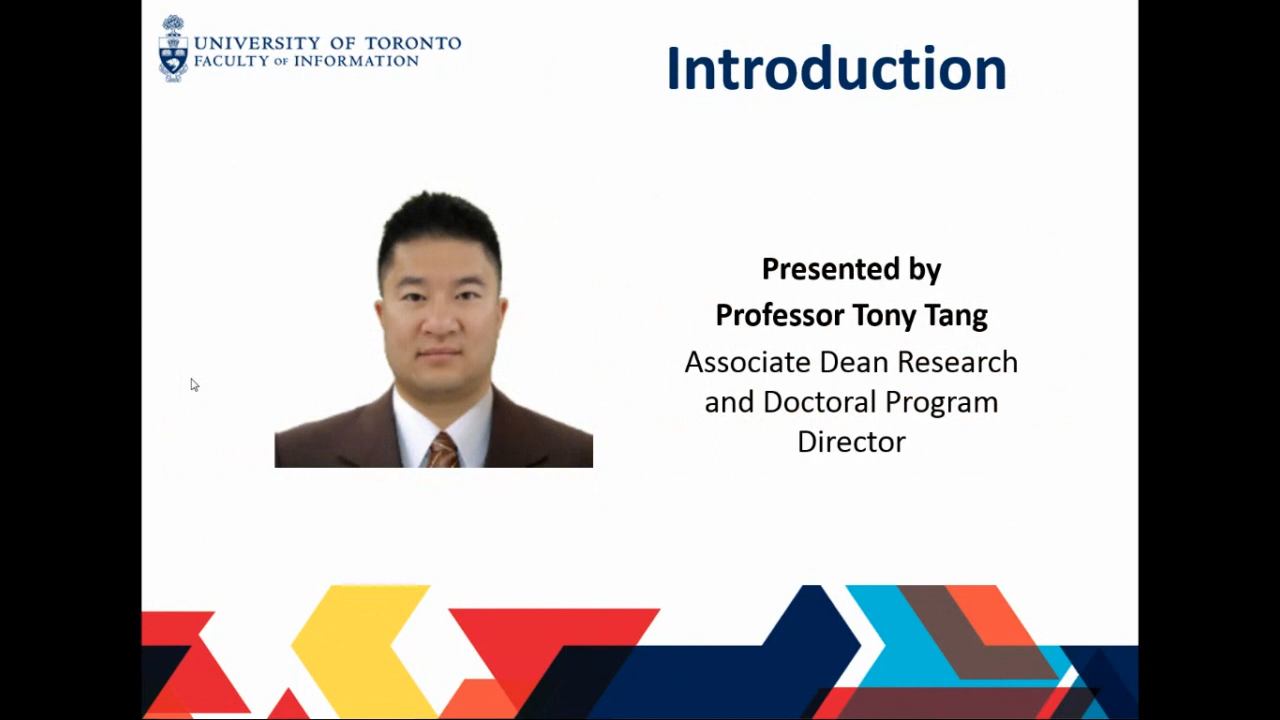 UNIVERSITY OF TORONTO
FACULTY OF INFORMATION
Introduction
Presented by
Professor Tony Tang
Associate Dean Research
and Doctoral Program
Director